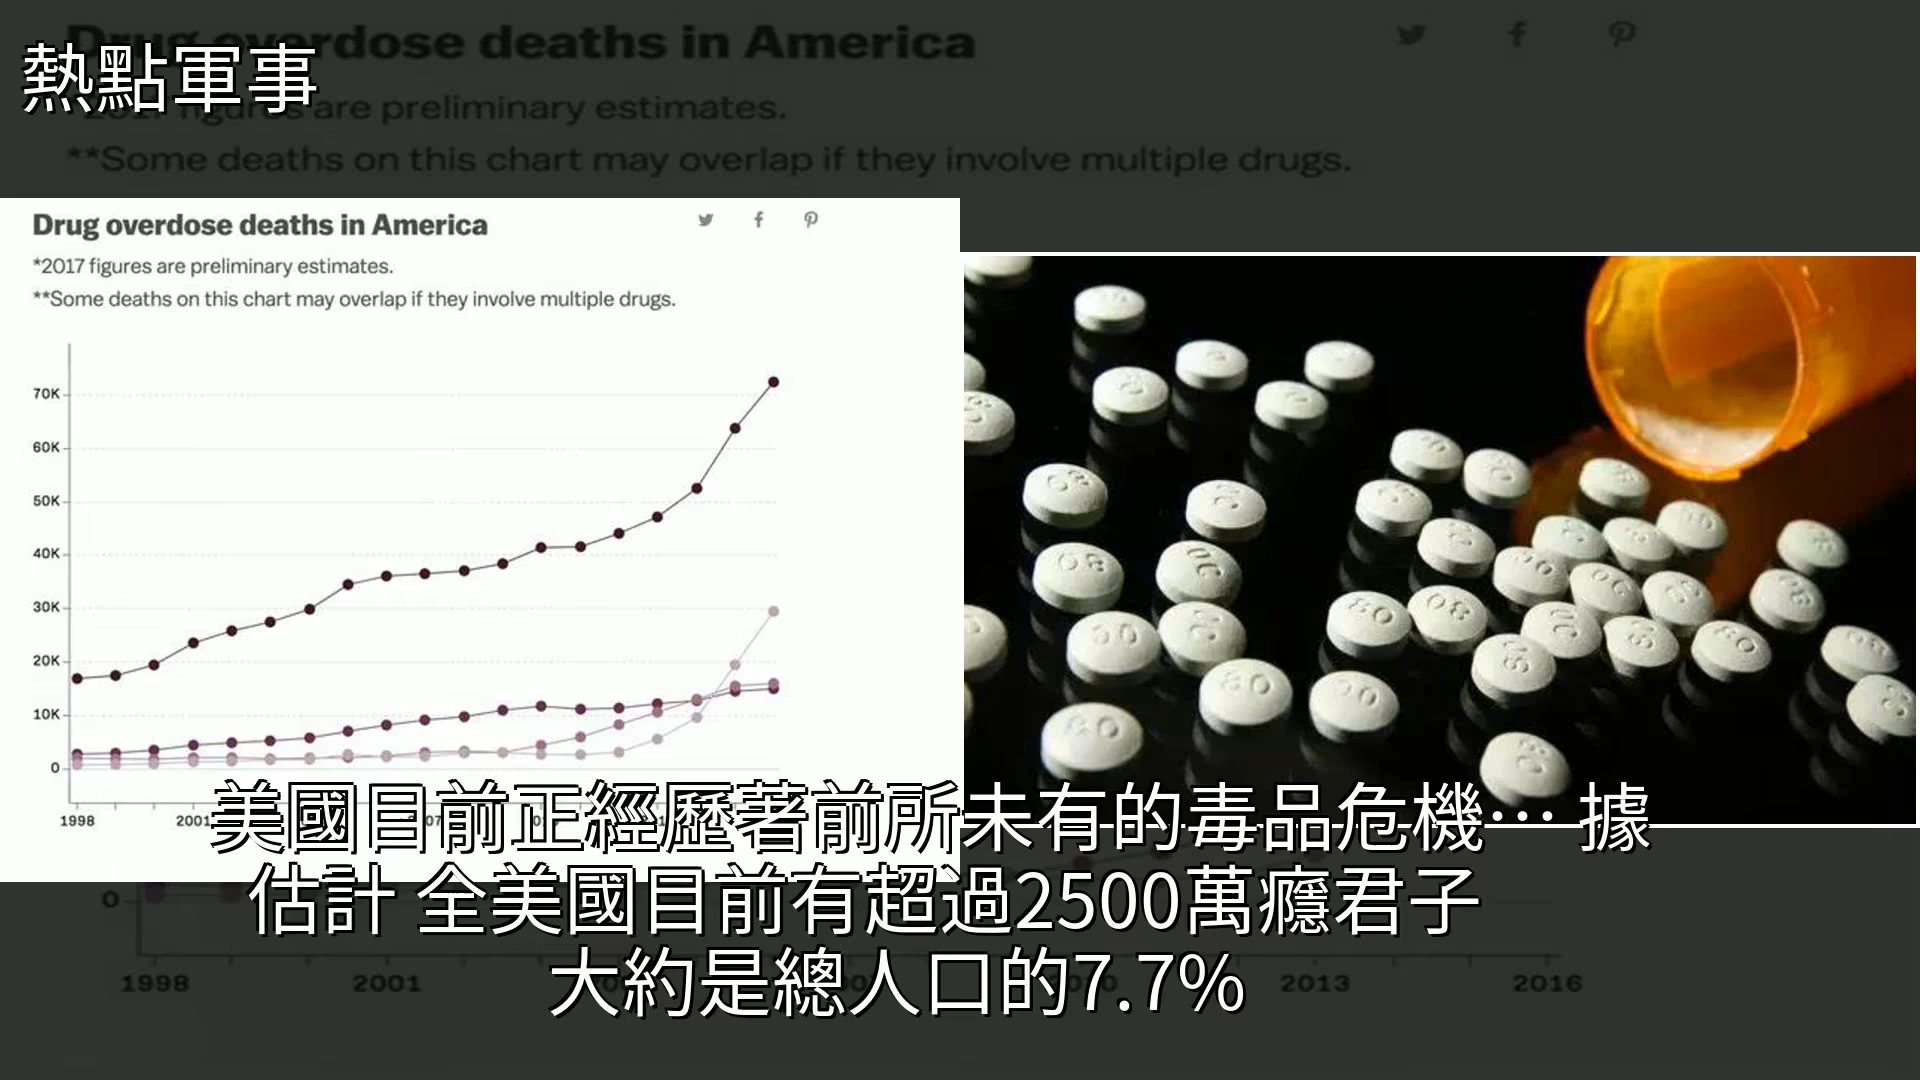 Drug overdose deaths in America
熱點軍事
2017 figures are preliminary estimates.
**Some deaths on this chart may overlap if they involve multiple drugs.
Drug overdose deaths in America
*2017 figures are preliminary estimates.
**Some deaths on this chart may overlap if they involve multiple drugs.
70K
60K
50K
40K
30K
20K
10K
0
1998
2001
美國目前正經歷著前所未有的毒品危機… 據
估計 全美國目前有超過2500萬癮君子
大約是總人口的7.7%
0
1998
2001
2013
2016
80
80
80
80